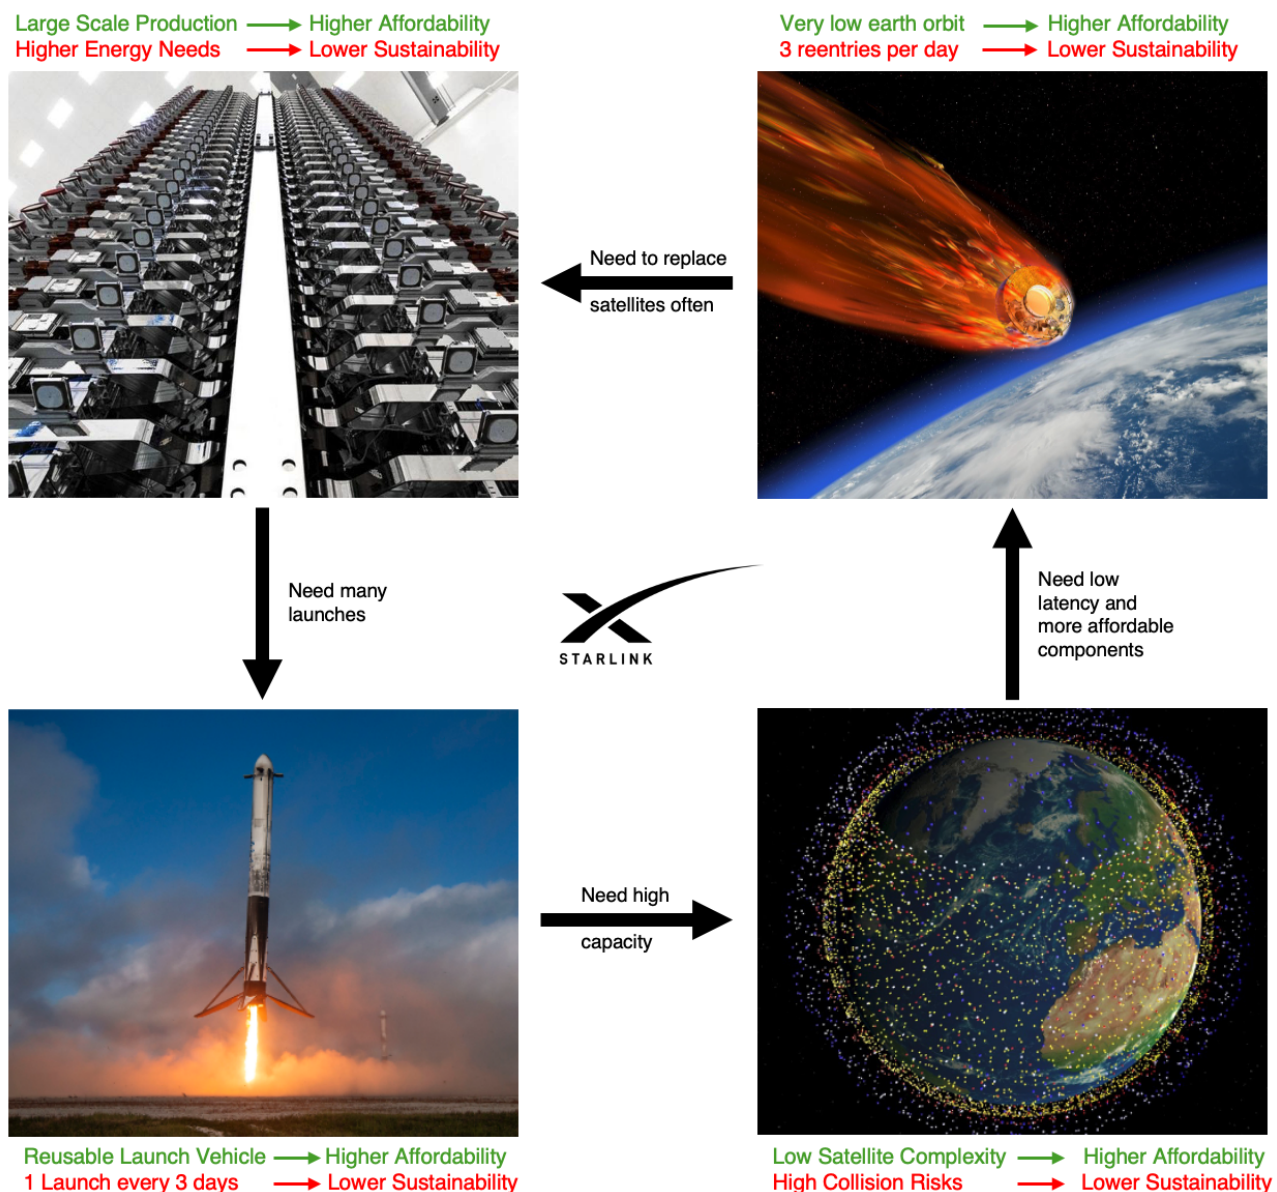 Large Scale Production Higher Affordability
Higher Energy Needs Lower Sustainability
Very low earth orbit Higher Affordability
3 reentries per day Lower Sustainability
Need to replace
satellites often
Need many
launches
STARLINK
Need low
latency and
more affordable
components
Need high
capacity
Reusable Launch Vehicle Higher Affordability
1 Launch every 3 days Lower Sustainability
Low Satellite Complexity Higher Affordability
High Collision Risks Lower Sustainability